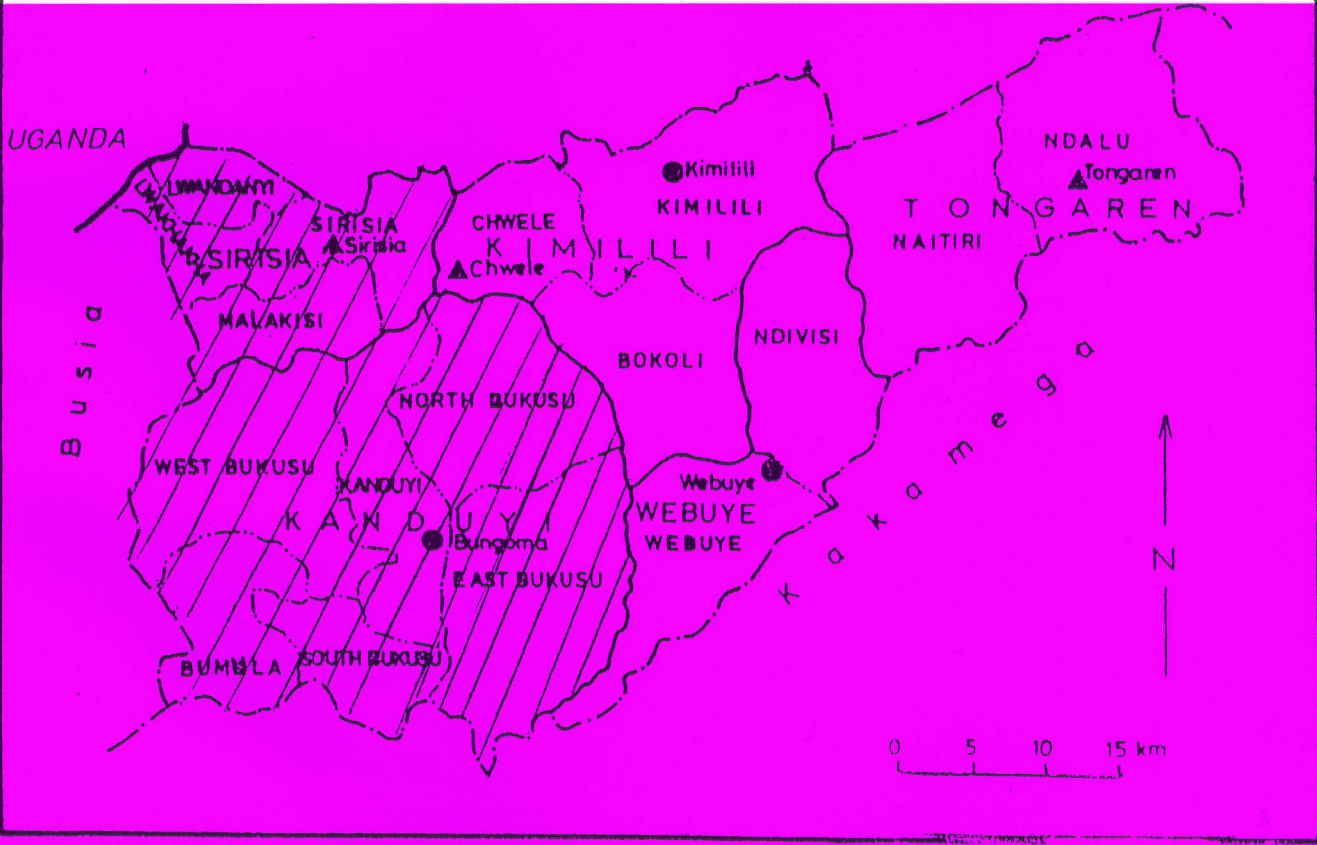 UGANDA
NDALU
Tongaren
TONGAREN
NAITIRI
Kimilili
KIMILILI
LWANDANYI
CHWELE
KIMILILI
SIRISIA
Sirisia
SIRISIA
Chwele
MALAKISI
NDIVISI
BOKOLI
Busia
NORTH BUKUSU
WEST BUKUSU
KANDUYI
Webuye
KANDUYI
WEBUYE
Bungoma
WEBUYE
EAST BUKUSU
Kakamega
N
BUMULA
SOUTH BUKUSU
0 5 10 15 km